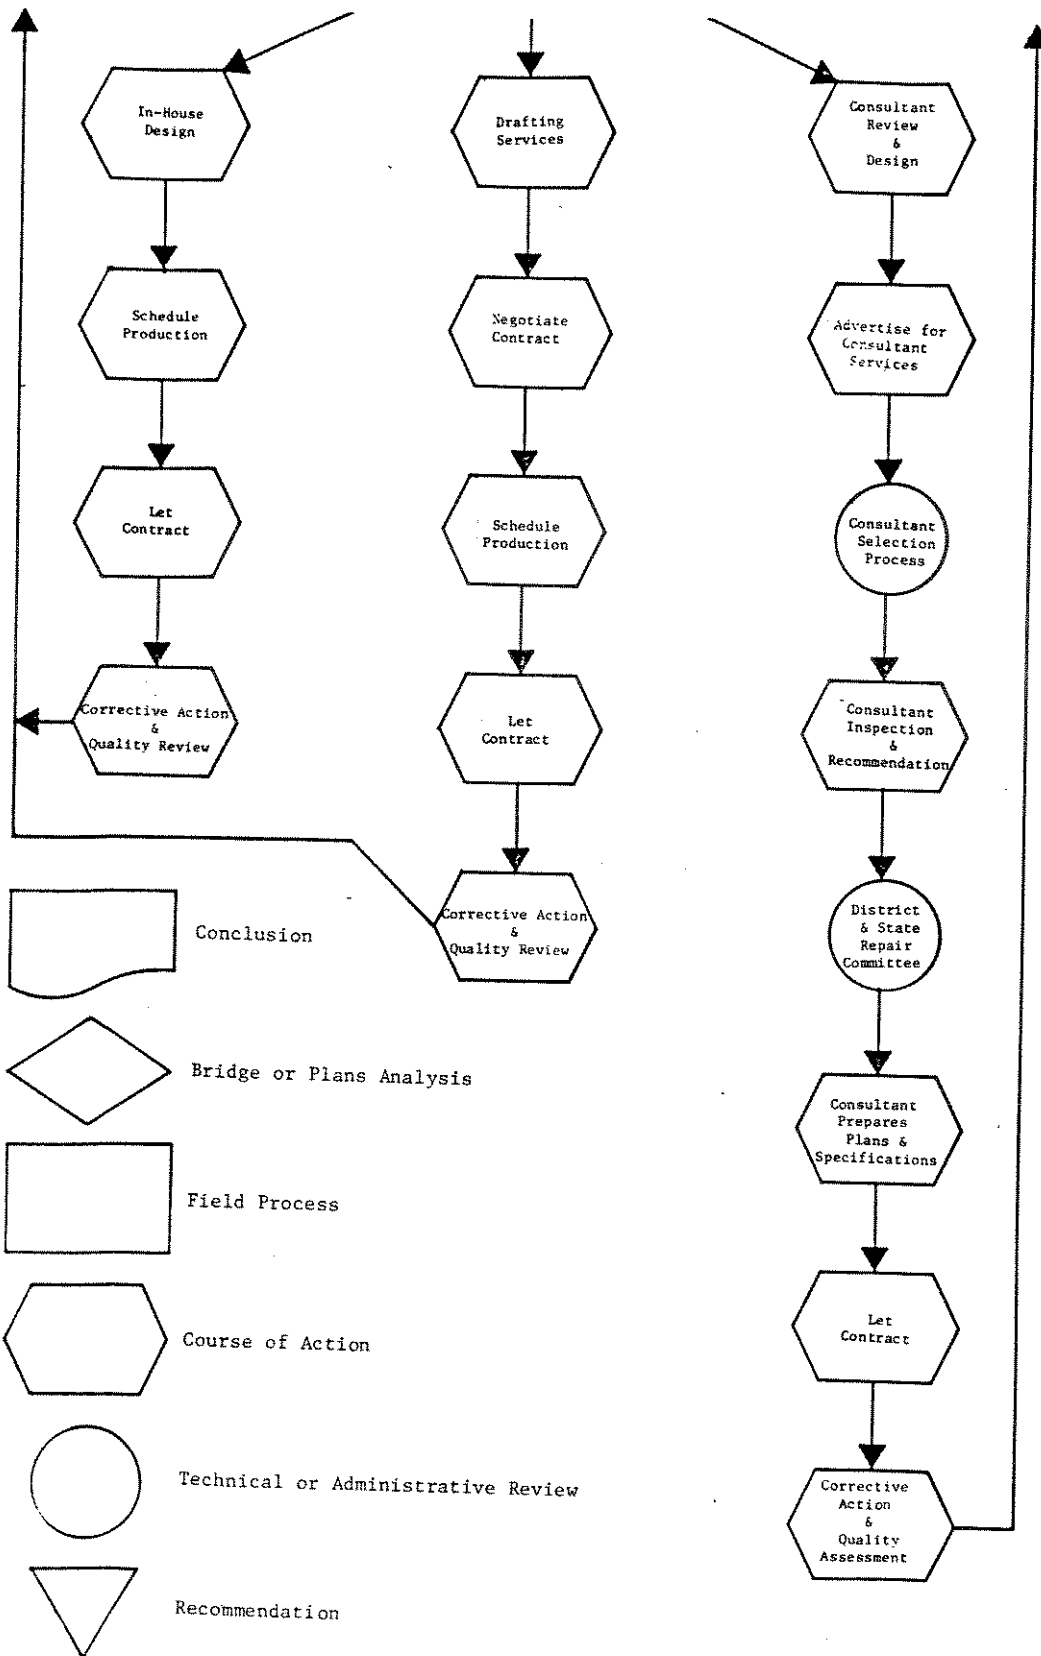 In-House
Design
Schedule
Production
Let
Contract
Corrective Action
&
Quality Review
Drafting
Services
Negotiate
Contract
Schedule
Production
Let
Contract
Corrective Action
&
Quality Review
Consultant
Review
&
Design
Advertise for
Consultant
Services
Consultant
Selection
Process
Consultant
Inspection
&
Recommendation
District
& State
Repair
Committee
Consultant
Prepares
Plans &
Specifications
Let
Contract
Corrective
Action
&
Quality
Assessment
Conclusion
Bridge or Plans Analysis
Field Process
Course of Action
Technical or Administrative Review
Recommendation